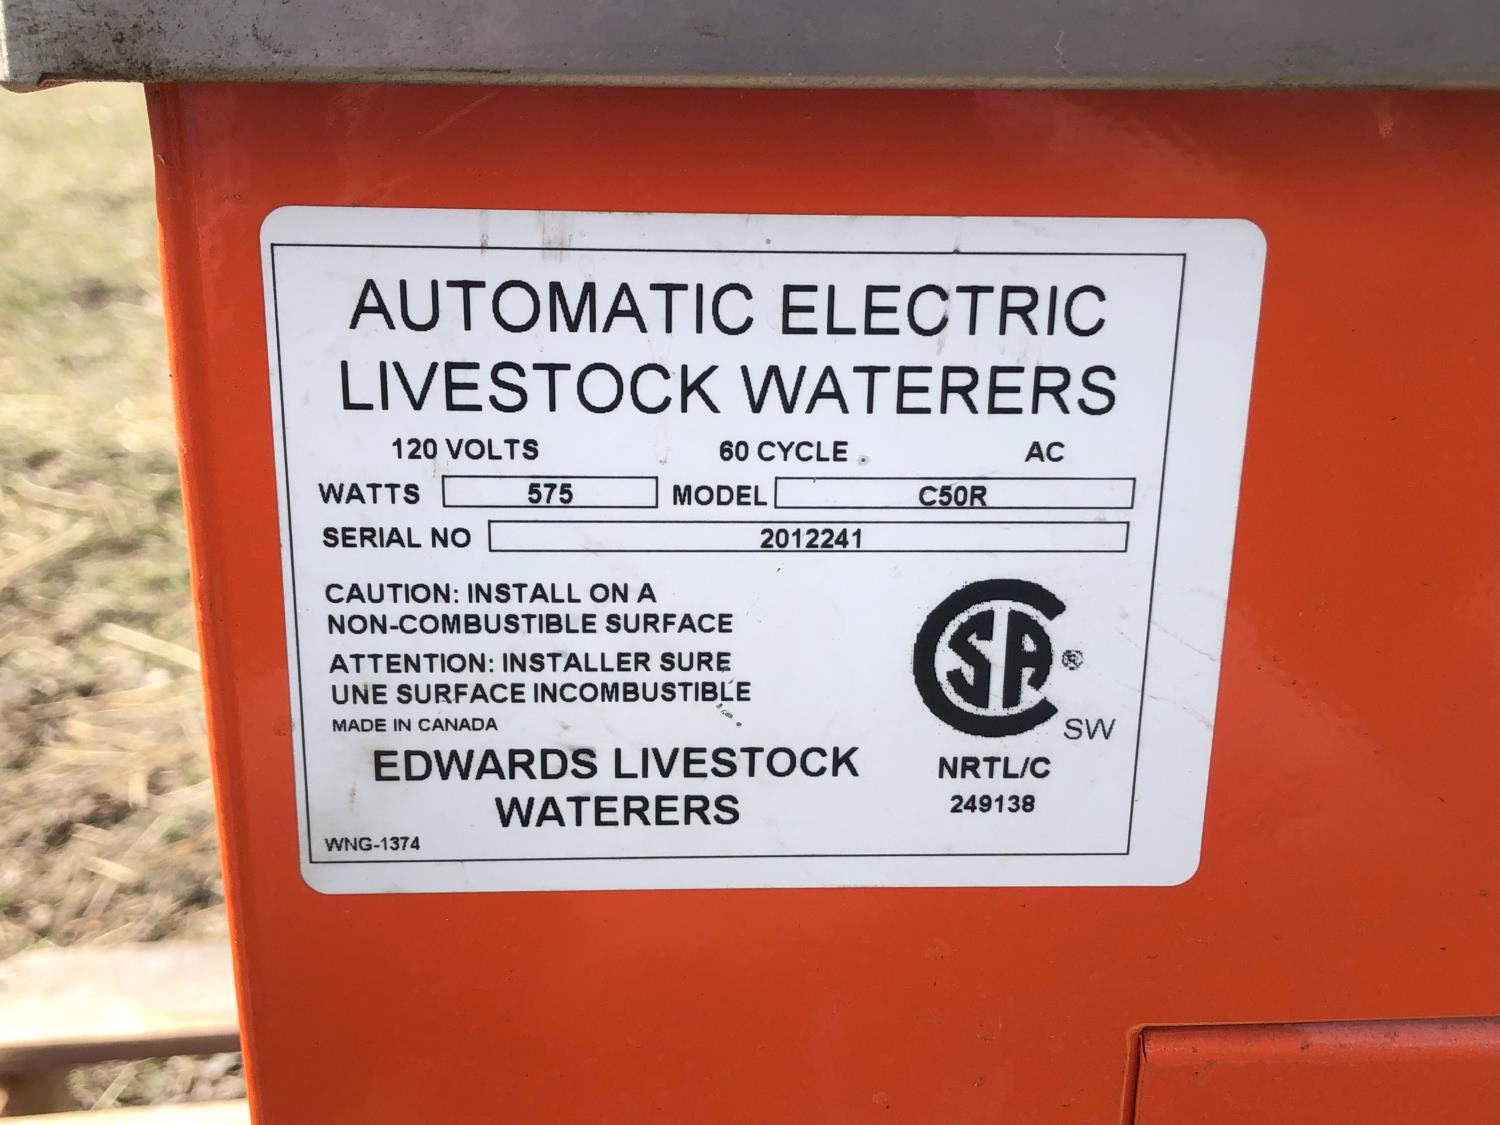 AUTOMATIC ELECTRIC
LIVESTOCK WATERERS
120 VOLTS 60 CYCLE AC
WATTS 575 MODEL C50R
SERIAL NO 2012241
CAUTION: INSTALL ON A
NON-COMBUSTIBLE SURFACE
ATTENTION: INSTALLER SURE
UNE SURFACE INCOMBUSTIBLE
MADE IN CANADA
EDWARDS LIVESTOCK
WATERERS
WNG-1374
CSA ®
SW
NRTL/C
249138